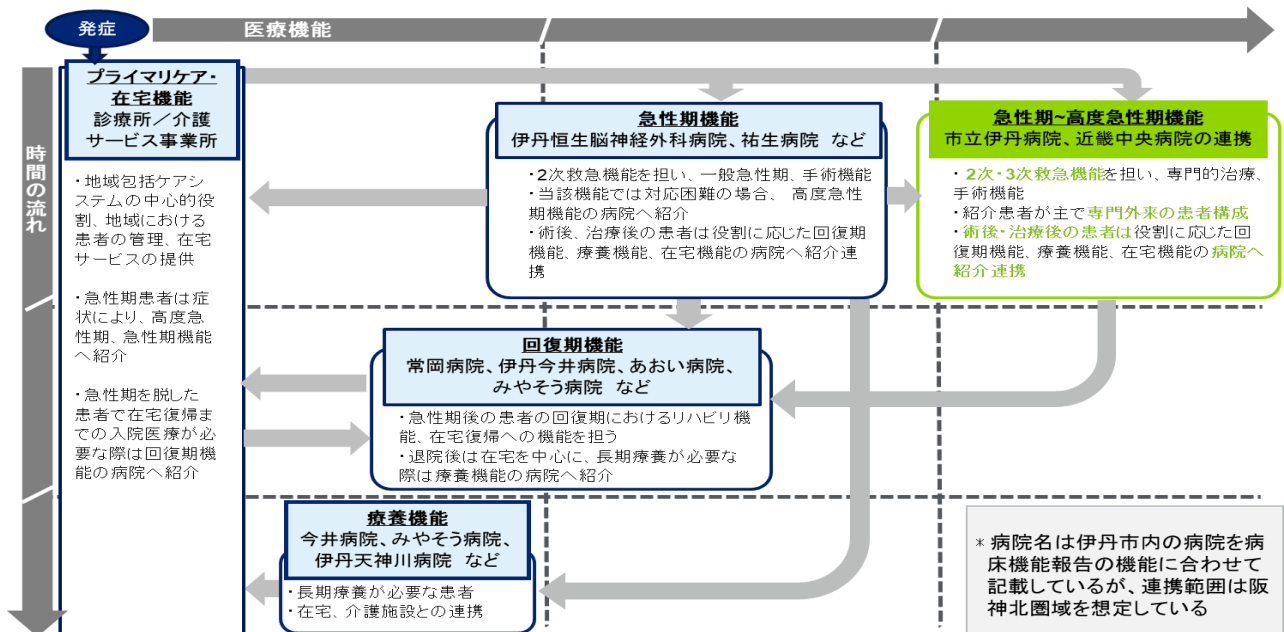 発症
医療機能
時間の流れ
プライマリケア・
在宅機能
診療所／介護
サービス事業所
・地域包括ケアシ
ステムの中心的役
割、地域における
患者の管理、在宅
サービスの提供
・急性期患者は症
状により、高度急
性期、急性期機能
へ紹介
・急性期を脱した
患者で在宅復帰ま
での入院医療が必
要な際は回復期機
能の病院へ紹介
急性期機能
伊丹恒生脳神経外科病院、祐生病院 など
・2次救急機能を担い、一般急性期、手術機能
・当該機能では対応困難の場合、 高度急性
期機能の病院へ紹介
・術後、治療後の患者は役割に応じた回復期
機能、療養機能、在宅機能の病院へ紹介連
携
急性期~高度急性期機能
市立伊丹病院、近畿中央病院の連携
・2次・3次救急機能を担い、専門的治療、
手術機能
・紹介患者が主で専門外来の患者構成
・術後・治療後の患者は役割に応じた回
復期機能、療養機能、在宅機能の病院へ
紹介連携
回復期機能
常岡病院、伊丹今井病院、あおい病院、
みやそう病院 など
・急性期後の患者の回復期におけるリハビリ機
能、在宅復帰への機能を担う
・退院後は在宅を中心に、長期療養が必要な
際は療養機能の病院へ紹介
療養機能
今井病院、みやそう病院、
伊丹天神川病院 など
・長期療養が必要な患者
・在宅、介護施設との連携
＊病院名は伊丹市内の病院を病
床機能報告の機能に合わせて
記載しているが、連携範囲は阪
神北圏域を想定している